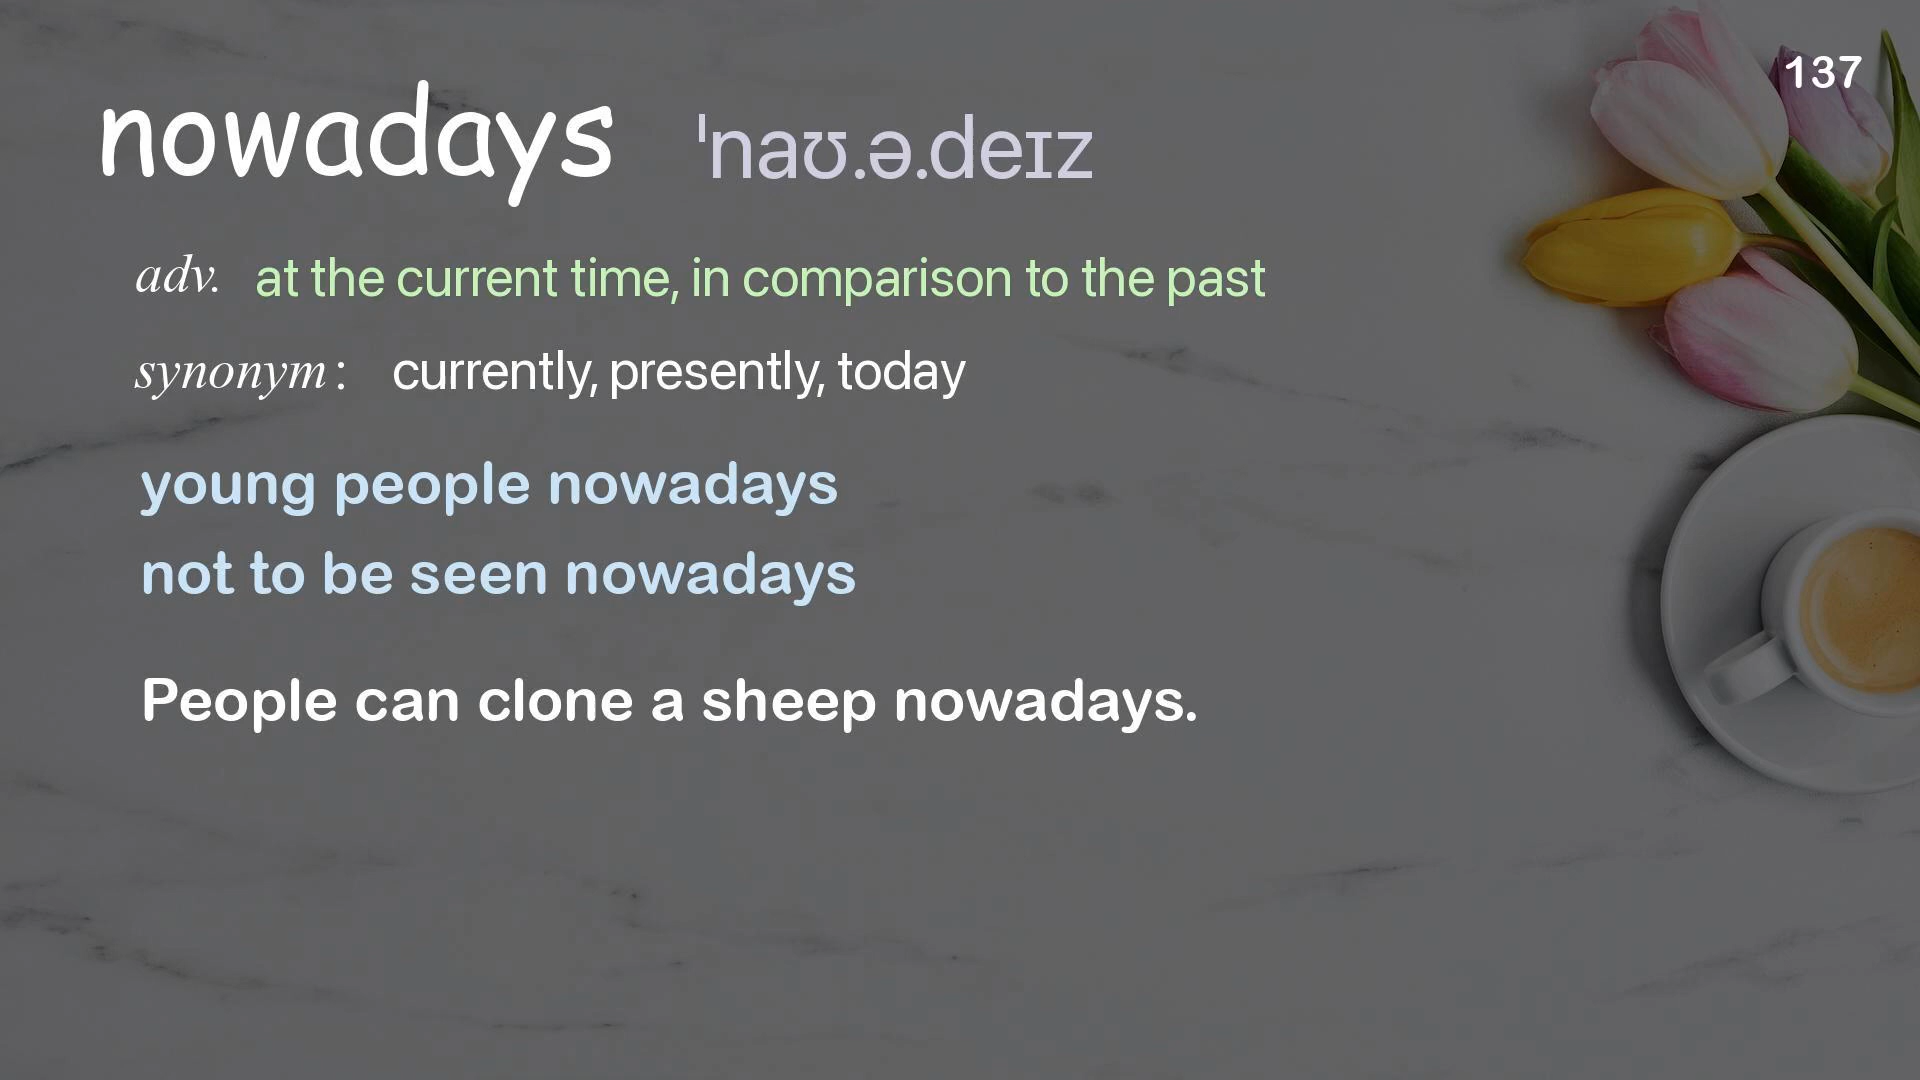 137
nowadays ˈnaʊ.ə.deɪz
adv. at the current time, in comparison to the past
synonym : currently, presently, today
young people nowadays
not to be seen nowadays
People can clone a sheep nowadays.